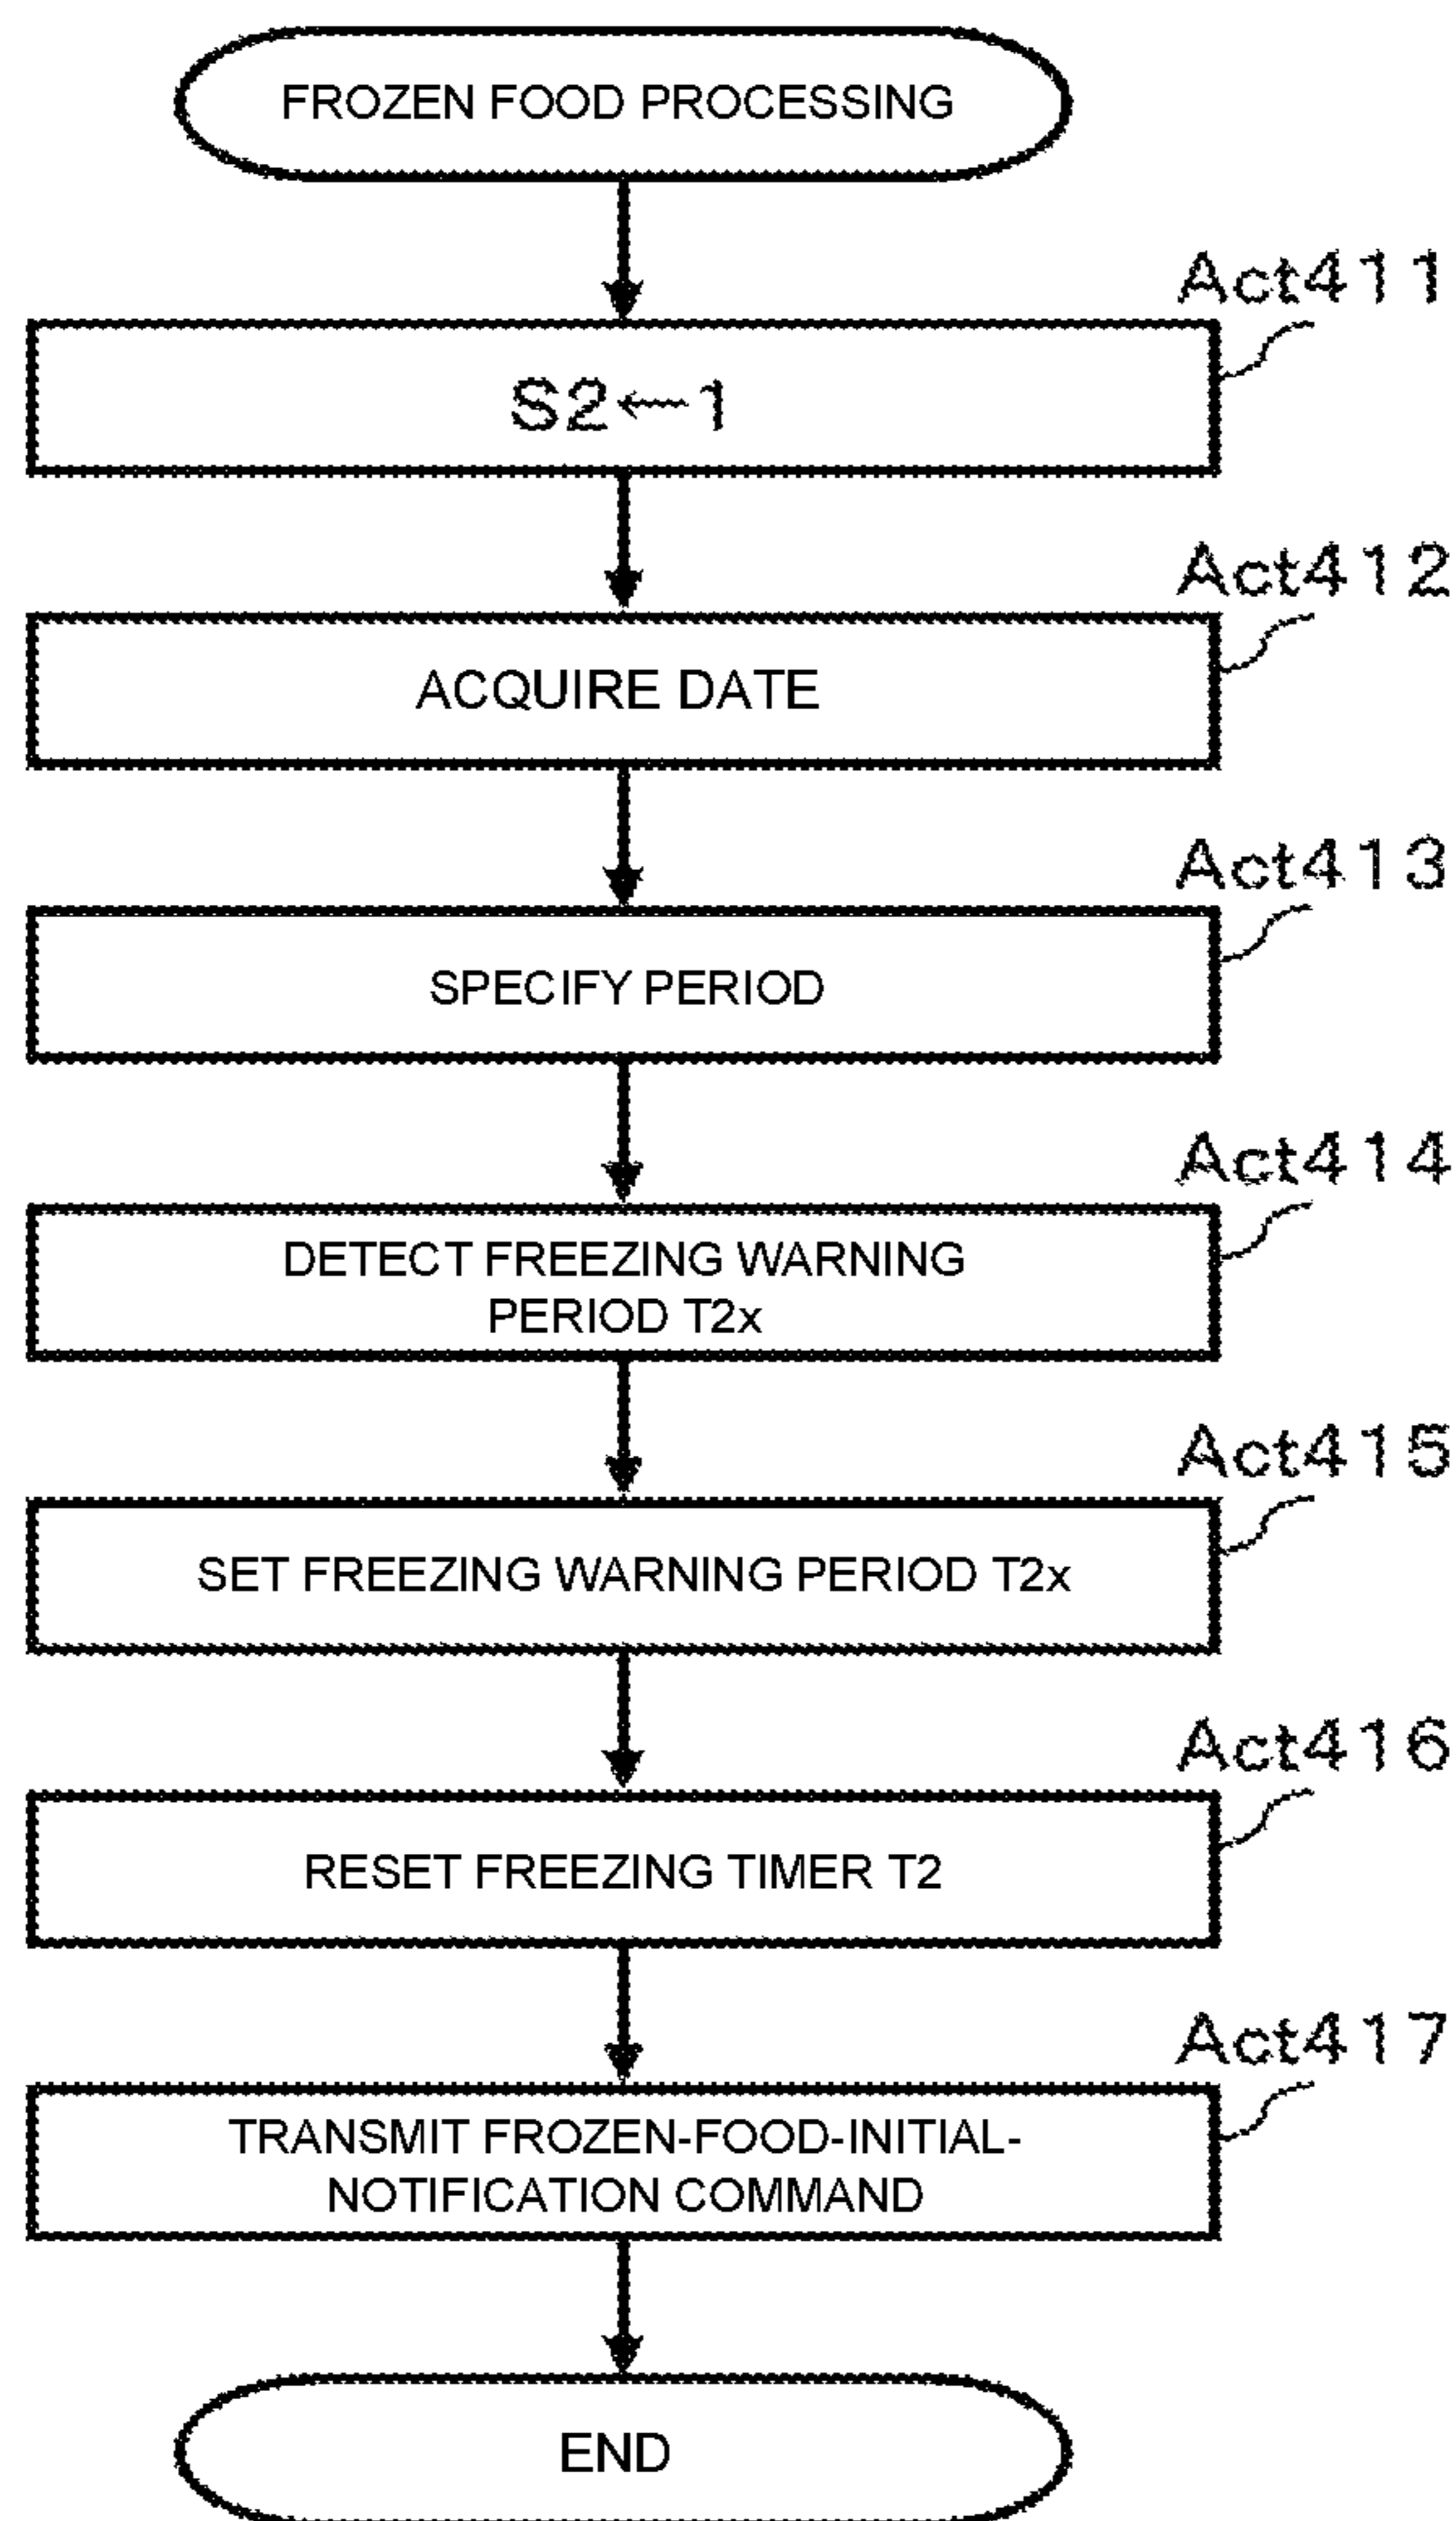 FROZEN FOOD PROCESSING
Act411
S2←1
Act412
ACQUIRE DATE
Act413
SPECIFY PERIOD
Act414
DETECT FREEZING WARNING
PERIOD T2x
Act415
SET FREEZING WARNING PERIOD T2x
Act416
RESET FREEZING TIMER T2
Act417
TRANSMIT FROZEN-FOOD-INITIAL-
NOTIFICATION COMMAND
END